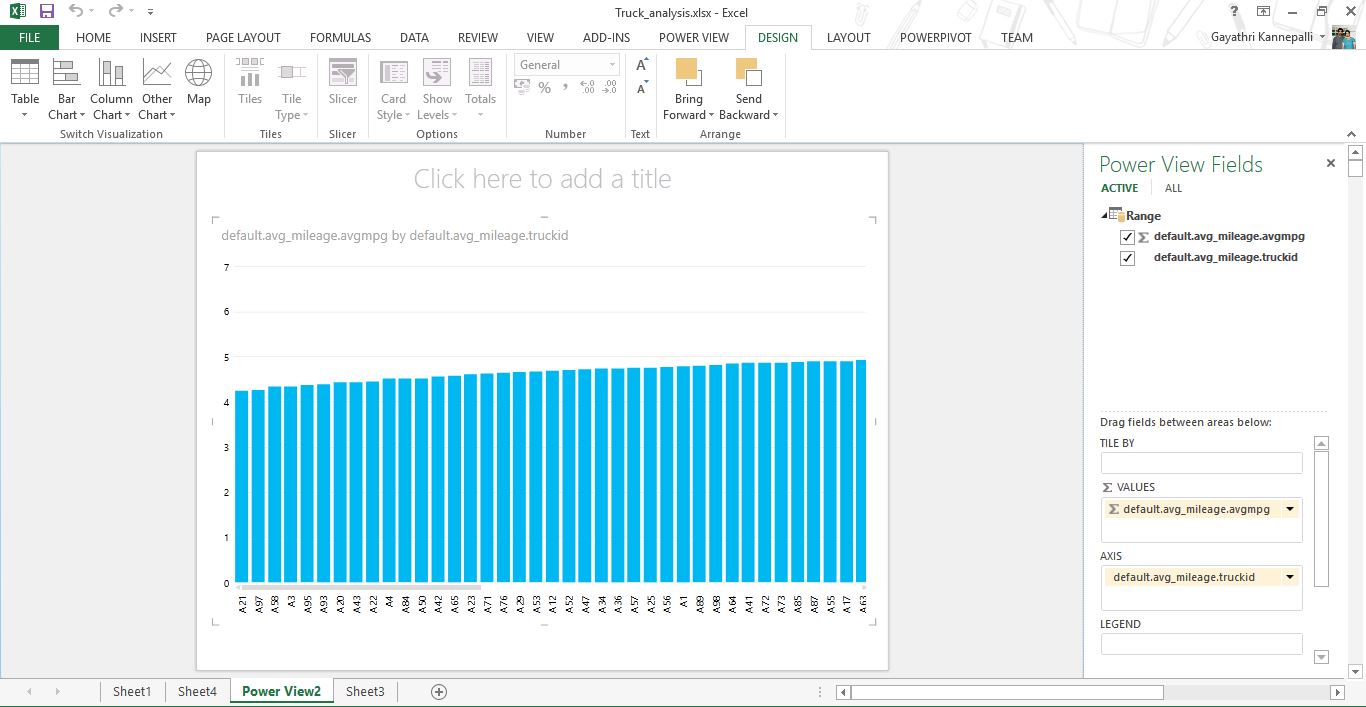 Truck_analysis.xlsx - Excel
?
FILE HOME INSERT PAGE LAYOUT FORMULAS DATA REVIEW VIEW ADD-INS POWER VIEW DESIGN LAYOUT POWERPIVOT TEAM Gayathri Kannepalli
Table Bar Chart Column Chart Other Chart Map Tiles Tile Type Slicer Card Style Show Levels Totals
General
% ,
.00 .00
A A
Bring Forward Send Backward
Switch Visualization Tiles Slicer Options Number Text Arrange
Click here to add a title
default.avg_mileage.avgmpg by default.avg_mileage.truckid
7
6
5
4
3
2
1
0
A21 A97 A58 A3 A95 A93 A20 A43 A22 A4 A84 A50 A42 A65 A23 A71 A76 A29 A53 A12 A52 A47 A34 A36 A57 A25 A56 A1 A89 A98 A64 A41 A72 A73 A85 A87 A55 A17 A63
Power View Fields
ACTIVE ALL
Range
Σ default.avg_mileage.avgmpg
default.avg_mileage.truckid
Drag fields between areas below:
TILE BY
Σ VALUES
Σ default.avg_mileage.avgmpg
AXIS
default.avg_mileage.truckid
LEGEND
Sheet1 Sheet4 Power View2 Sheet3